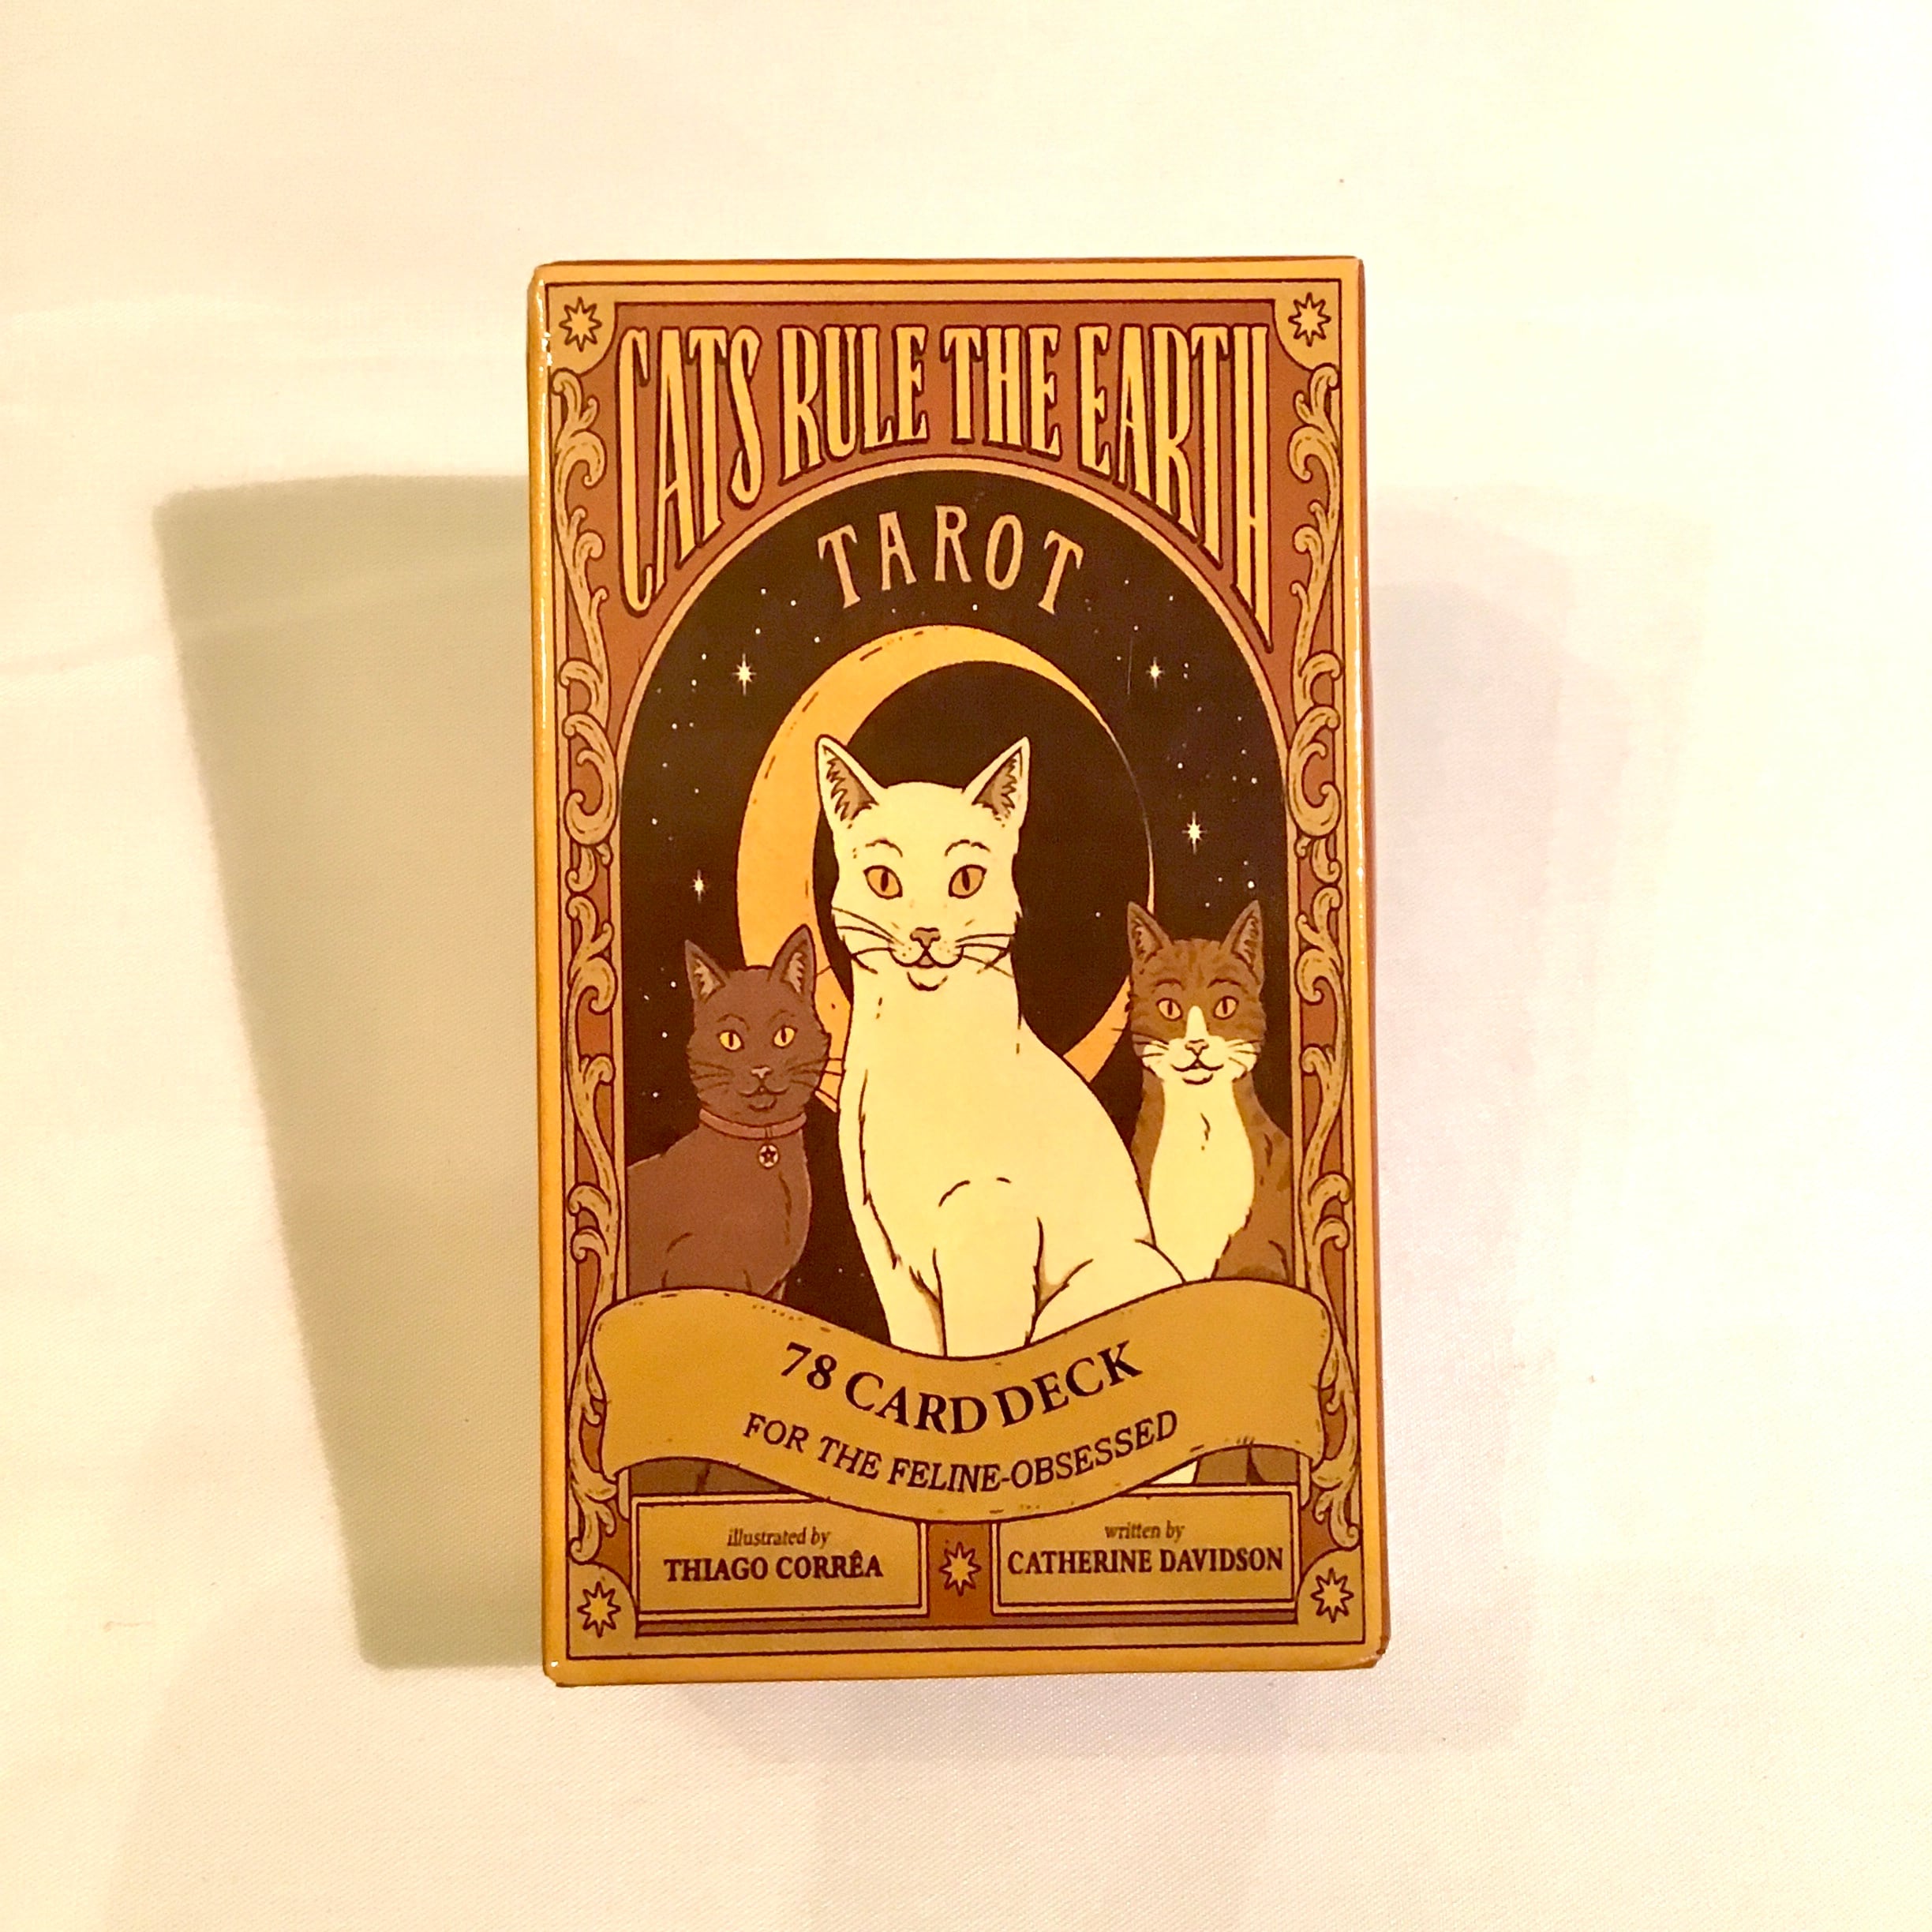 CATS RULE THE EARTH
TAROT
78 CARD DECK
FOR THE FELINE-OBSESSED
illustrated by
THIAGO CORRÊA
written by
CATHERINE DAVIDSON